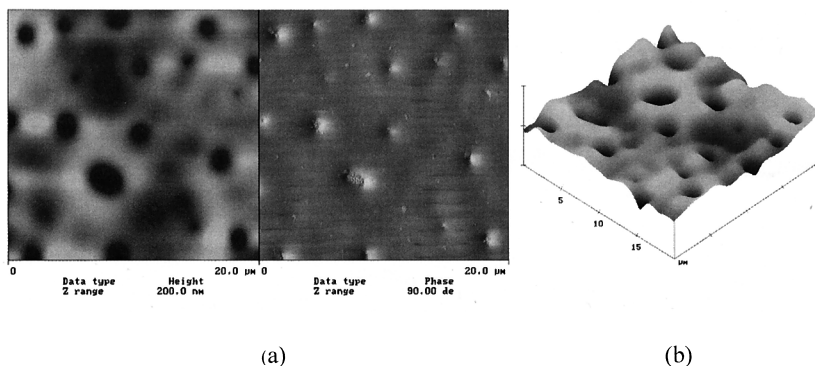 0 20.0 µm
Data type Height
Z range 200.0 nm
0 20.0 µm
Data type Phase
Z range 90.00 de
5
10
15
µm
(a)
(b)